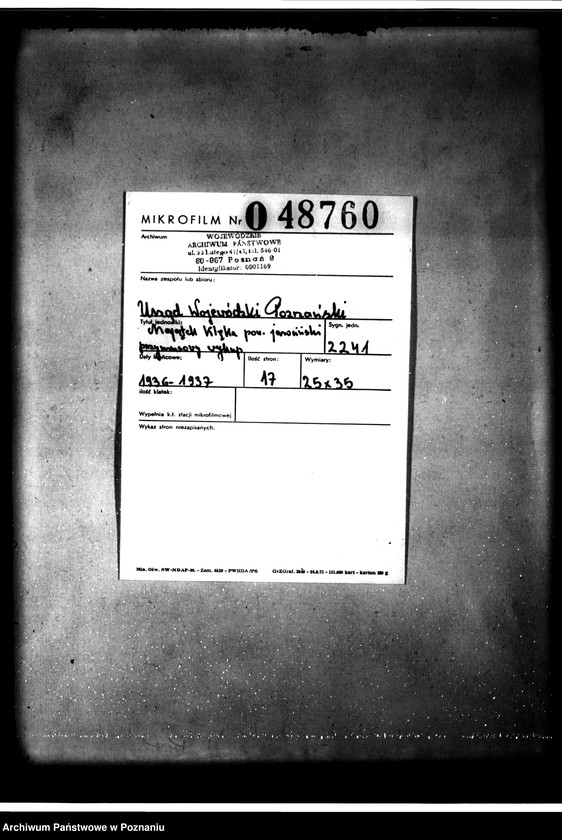 MIKROFILM Nr 0 48760
Archiwum
WOJEWÓDZKIE
ARCHIWUM PAŃSTWOWE
ul. 23 Lutego 41/43, tel. 546-01
60-967 Poznań 9
Identyfikator: 0001169
Nazwa zespołu lub zbioru:
Urząd Wojewódzki Poznański
Tytuł jednostki:
Majątek Klęka pow. jarociński
przymusowy wykup
Sygn. jedn.
2241
Daty skrajne:
1936-1937
Ilość stron:
17
Wymiary:
25x35
Ilość klatek:
Wypełnia k.t. stacji mikrofilmowej
Wykaz stron niezapisanych:
Archiwum Państwowe w Poznaniu